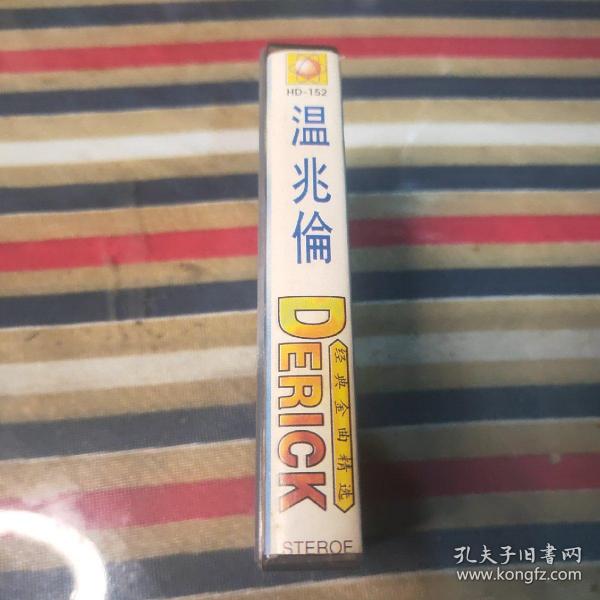 HD-152
温兆倫
DERICK
经典金曲精选
STEROE
孔夫子旧書网
www.kongfz.com